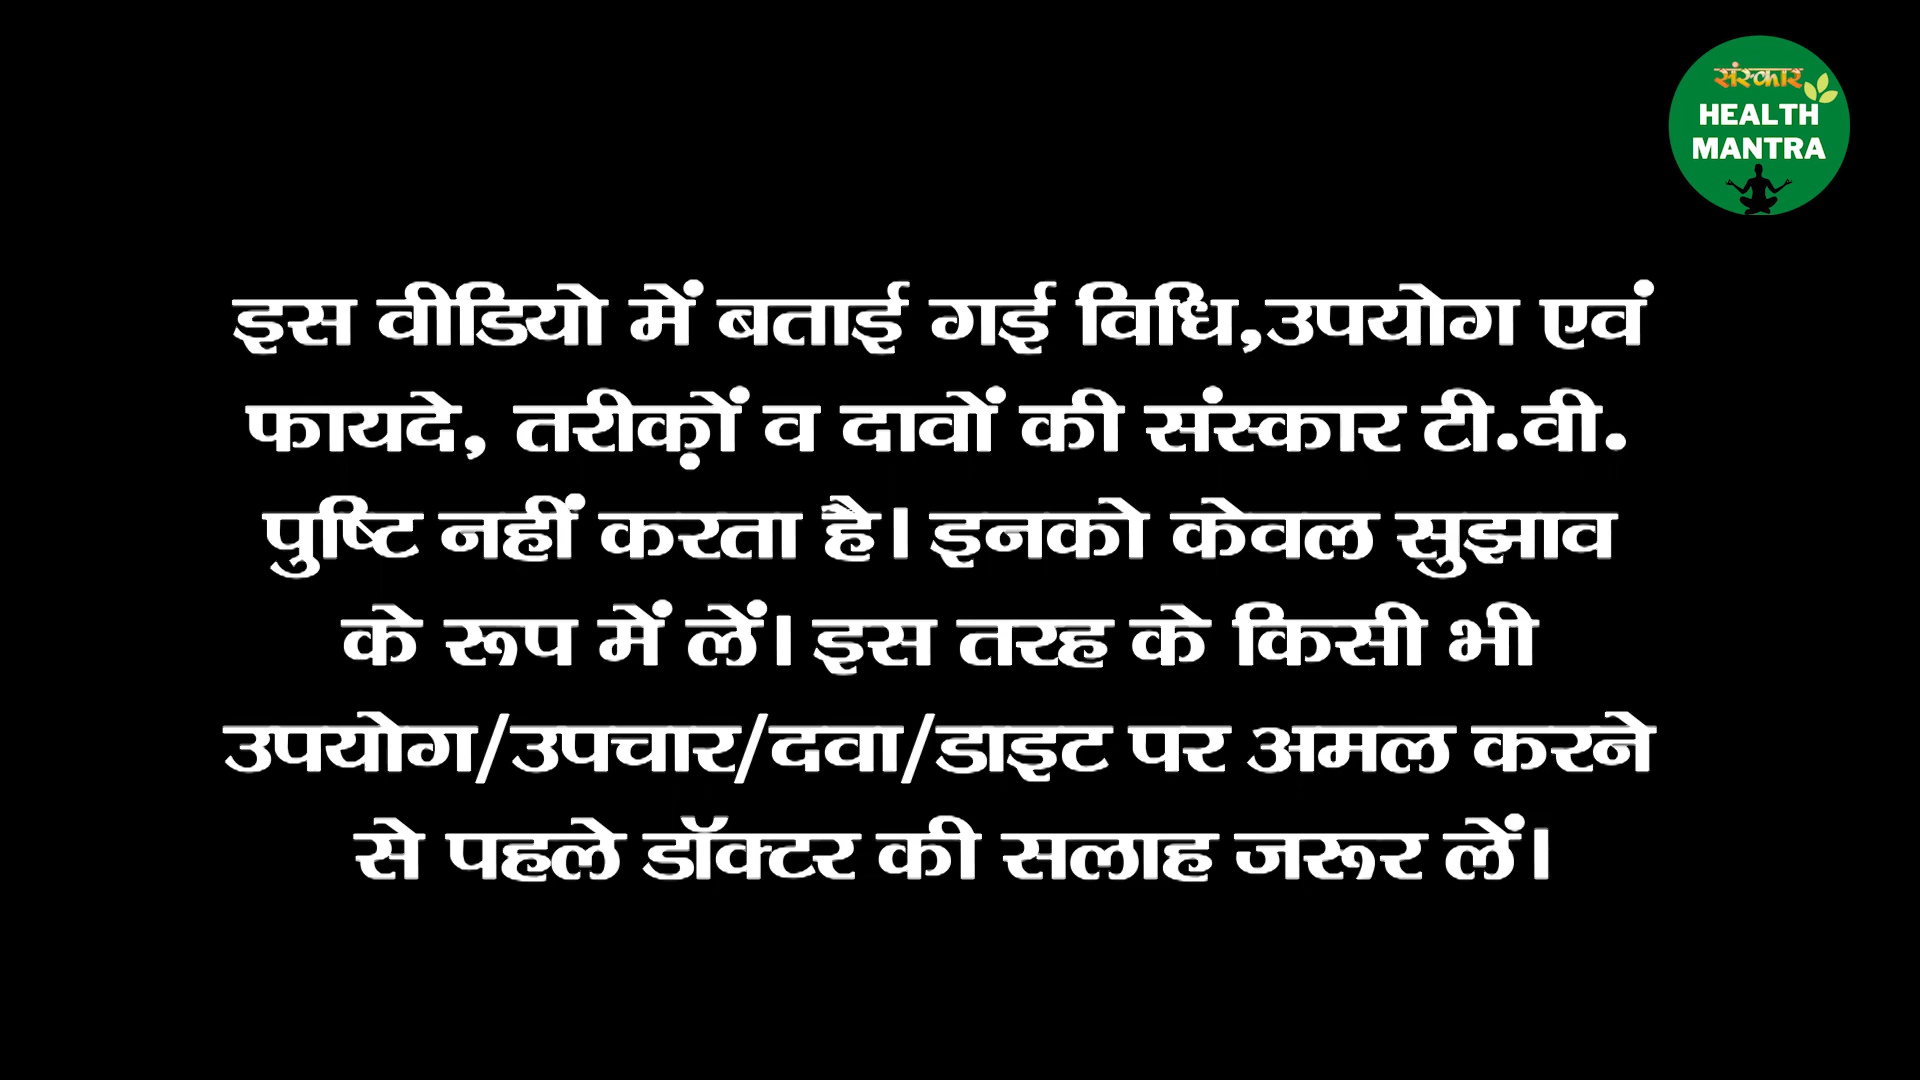 संस्कार
HEALTH
MANTRA
इस वीडियो में बताई गई विधि,उपयोग एवं
फायदे, तरीक़ों व दावों की संस्कार टी.वी.
पुष्टि नहीं करता है। इनको केवल सुझाव
के रूप में लें। इस तरह के किसी भी
उपयोग/उपचार/दवा/डाइट पर अमल करने
से पहले डॉक्टर की सलाह जरूर लें।